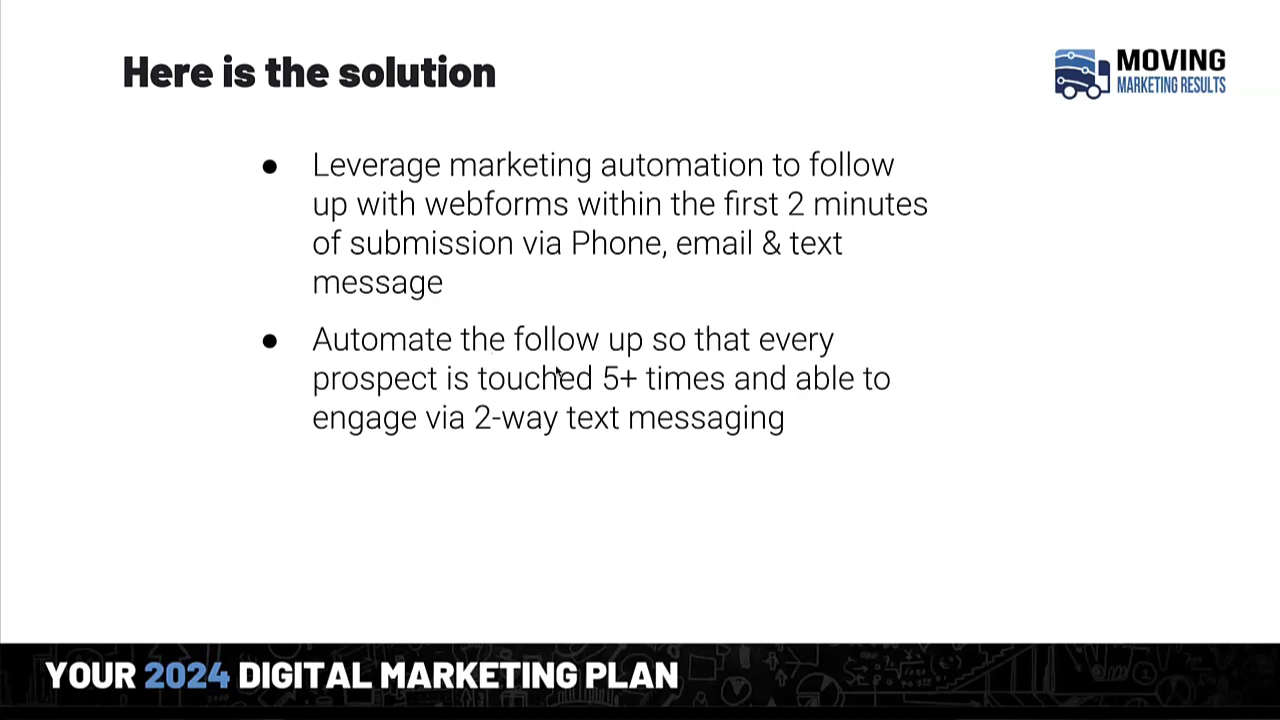 Here is the solution
MOVING
MARKETING RESULTS
● Leverage marketing automation to follow
up with webforms within the first 2 minutes
of submission via Phone, email & text
message
● Automate the follow up so that every
prospect is touched 5+ times and able to
engage via 2-way text messaging
YOUR 2024 DIGITAL MARKETING PLAN